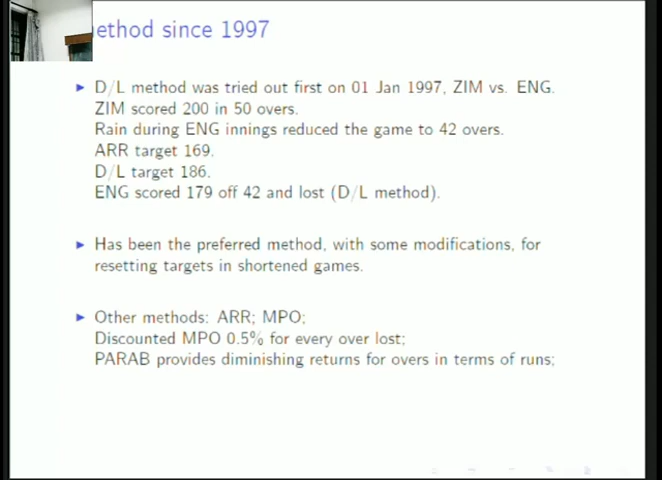 ethod since 1997
D/L method was tried out first on 01 Jan 1997, ZIM vs. ENG.
ZIM scored 200 in 50 overs.
Rain during ENG innings reduced the game to 42 overs.
ARR target 169.
D/L target 186.
ENG scored 179 off 42 and lost (D/L method).
Has been the preferred method, with some modifications, for
resetting targets in shortened games.
Other methods: ARR; MPO;
Discounted MPO 0.5% for every over lost;
PARAB provides diminishing returns for overs in terms of runs;